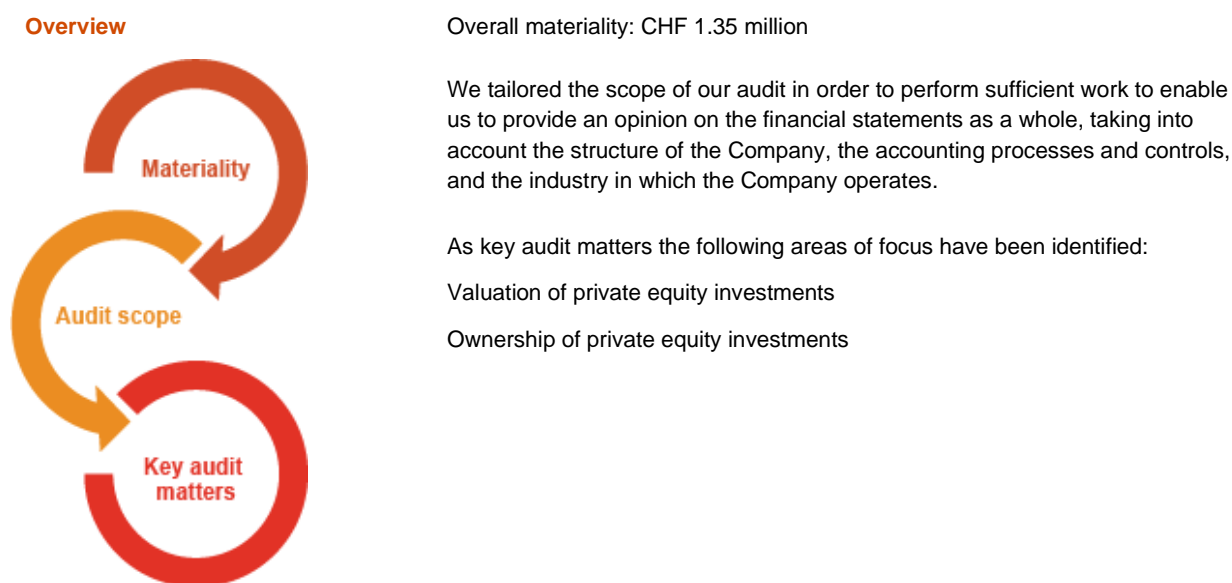 Overview
Materiality
Audit scope
Key audit
matters
Overall materiality: CHF 1.35 million
We tailored the scope of our audit in order to perform sufficient work to enable
us to provide an opinion on the financial statements as a whole, taking into
account the structure of the Company, the accounting processes and controls,
and the industry in which the Company operates.
As key audit matters the following areas of focus have been identified:
Valuation of private equity investments
Ownership of private equity investments